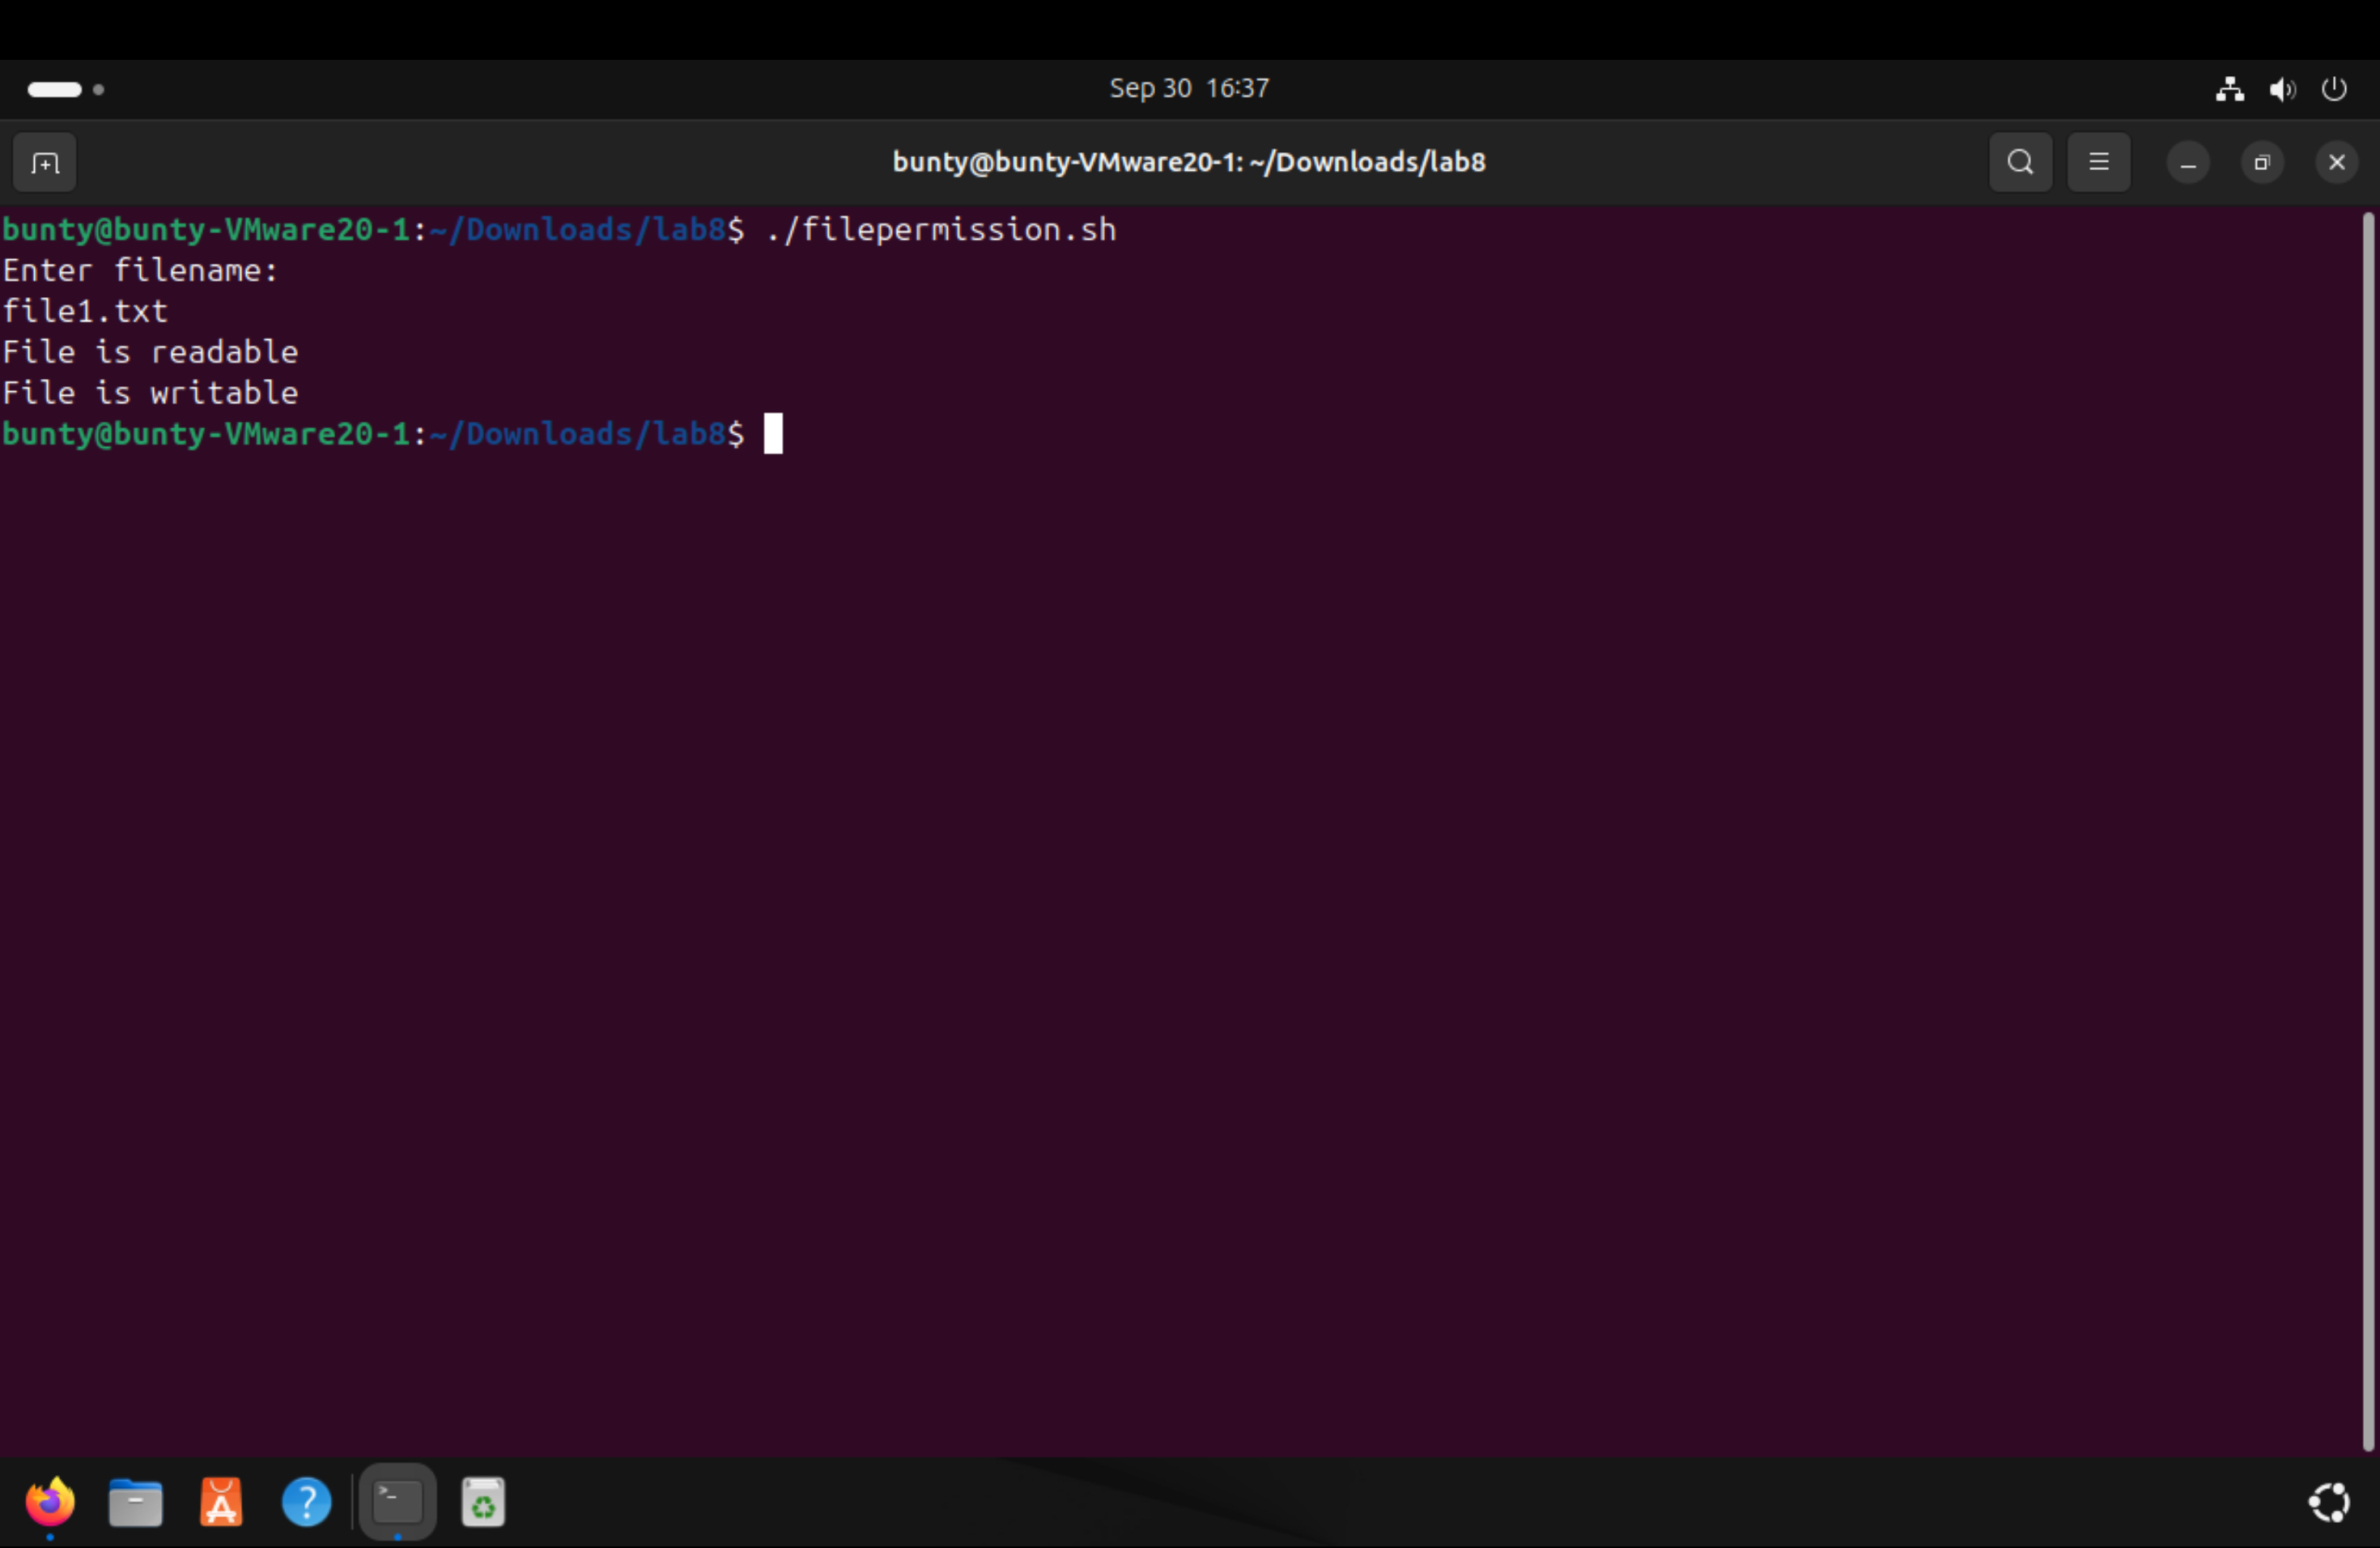 Sep 30 16:37
bunty@bunty-VMware20-1: ~/Downloads/lab8
bunty@bunty-VMware20-1:~/Downloads/lab8$ ./filepermission.sh
Enter filename:
file1.txt
File is readable
File is writable
bunty@bunty-VMware20-1:~/Downloads/lab8$